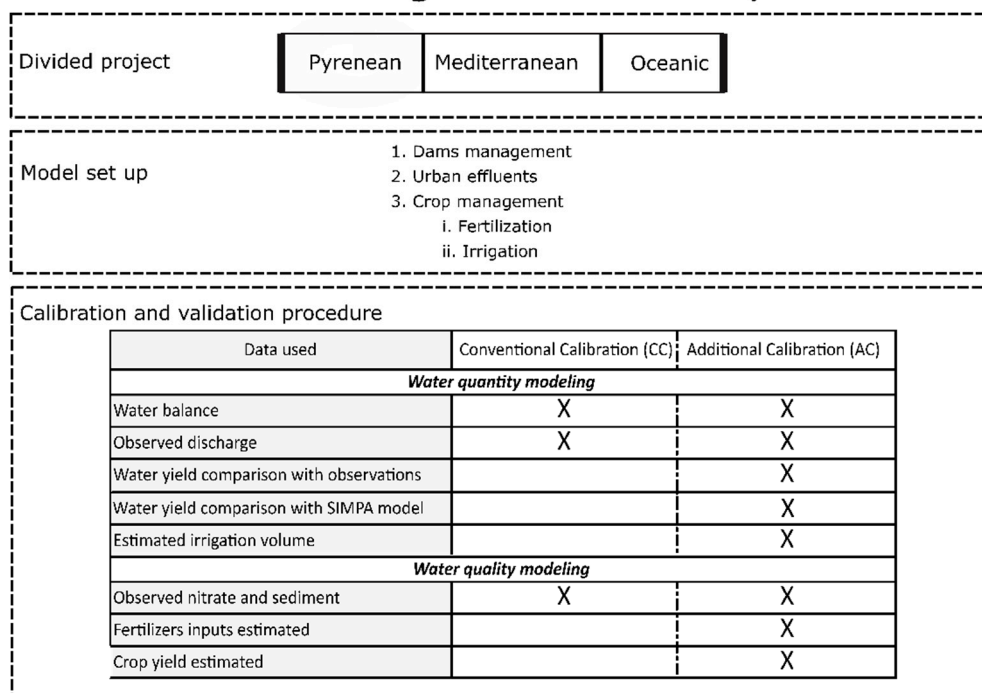 Divided project
Pyrenean Mediterranean Oceanic
Model set up
1. Dams management
2. Urban effluents
3. Crop management
i. Fertilization
ii. Irrigation
Calibration and validation procedure
Data used Conventional Calibration (CC) Additional Calibration (AC)
Water quantity modeling
Water balance X X
Observed discharge X X
Water yield comparison with observations X
Water yield comparison with SIMPA model X
Estimated irrigation volume X
Water quality modeling
Observed nitrate and sediment X X
Fertilizers inputs estimated X
Crop yield estimated X